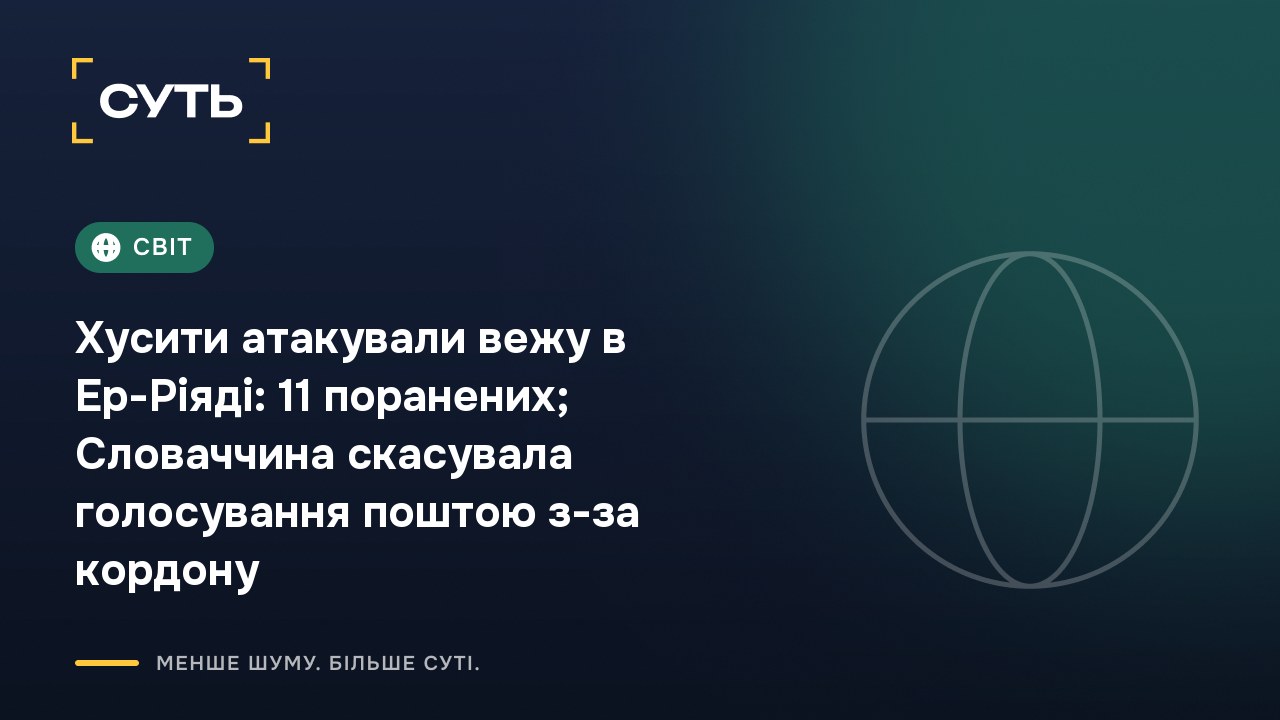 СУТЬ
СВІТ
Хусити атакували вежу в
Ер-Ріяді: 11 поранених;
Словаччина скасувала
голосування поштою з-за
кордону
МЕНШЕ ШУМУ. БІЛЬШЕ СУТІ.